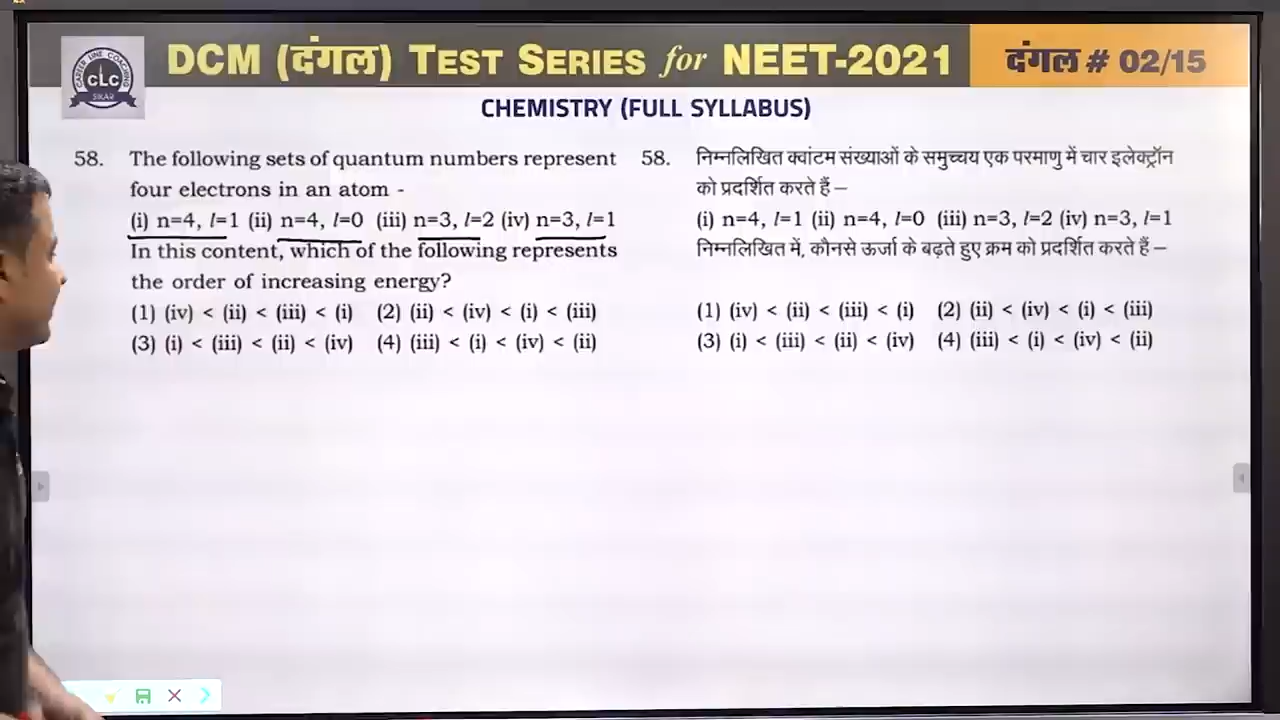 DCM (दंगल) TEST SERIES for NEET-2021
दंगल # 02/15
CAREER LINE COACHING
CLC
SIKAR
CHEMISTRY (FULL SYLLABUS)
58. The following sets of quantum numbers represent
four electrons in an atom -
(i) n=4, l=1 (ii) n=4, l=0 (iii) n=3, l=2 (iv) n=3, l=1
In this content, which of the following represents
the order of increasing energy?
(1) (iv) < (ii) < (iii) < (i) (2) (ii) < (iv) < (i) < (iii)
(3) (i) < (iii) < (ii) < (iv) (4) (iii) < (i) < (iv) < (ii)
58. निम्नलिखित क्वांटम संख्याओं के समुच्चय एक परमाणु में चार इलेक्ट्रॉन
को प्रदर्शित करते हैं –
(i) n=4, l=1 (ii) n=4, l=0 (iii) n=3, l=2 (iv) n=3, l=1
निम्नलिखित में, कौनसे ऊर्जा के बढ़ते हुए क्रम को प्रदर्शित करते है –
(1) (iv) < (ii) < (iii) < (i) (2) (ii) < (iv) < (i) < (iii)
(3) (i) < (iii) < (ii) < (iv) (4) (iii) < (i) < (iv) < (ii)